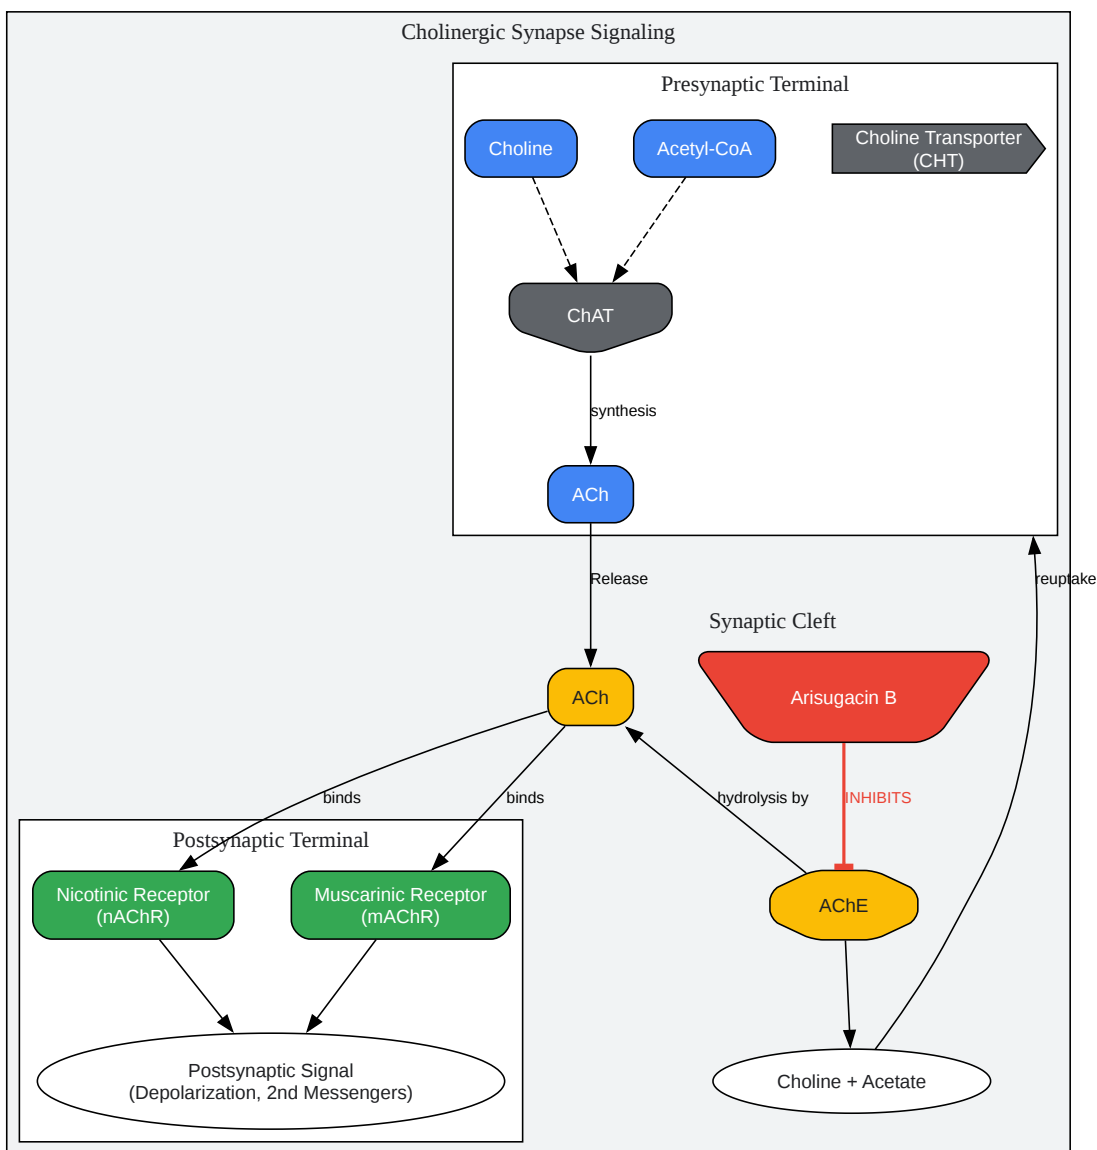 Cholinergic Synapse Signaling
Presynaptic Terminal
Choline
Acetyl-CoA
Choline Transporter
(CHT)
ChAT
synthesis
ACh
Release
reuptake
Synaptic Cleft
ACh
Arisugacin B
binds
binds
hydrolysis by
INHIBITS
Postsynaptic Terminal
Nicotinic Receptor
(nAChR)
Muscarinic Receptor
(mAChR)
AChE
Postsynaptic Signal
(Depolarization, 2nd Messengers)
Choline + Acetate